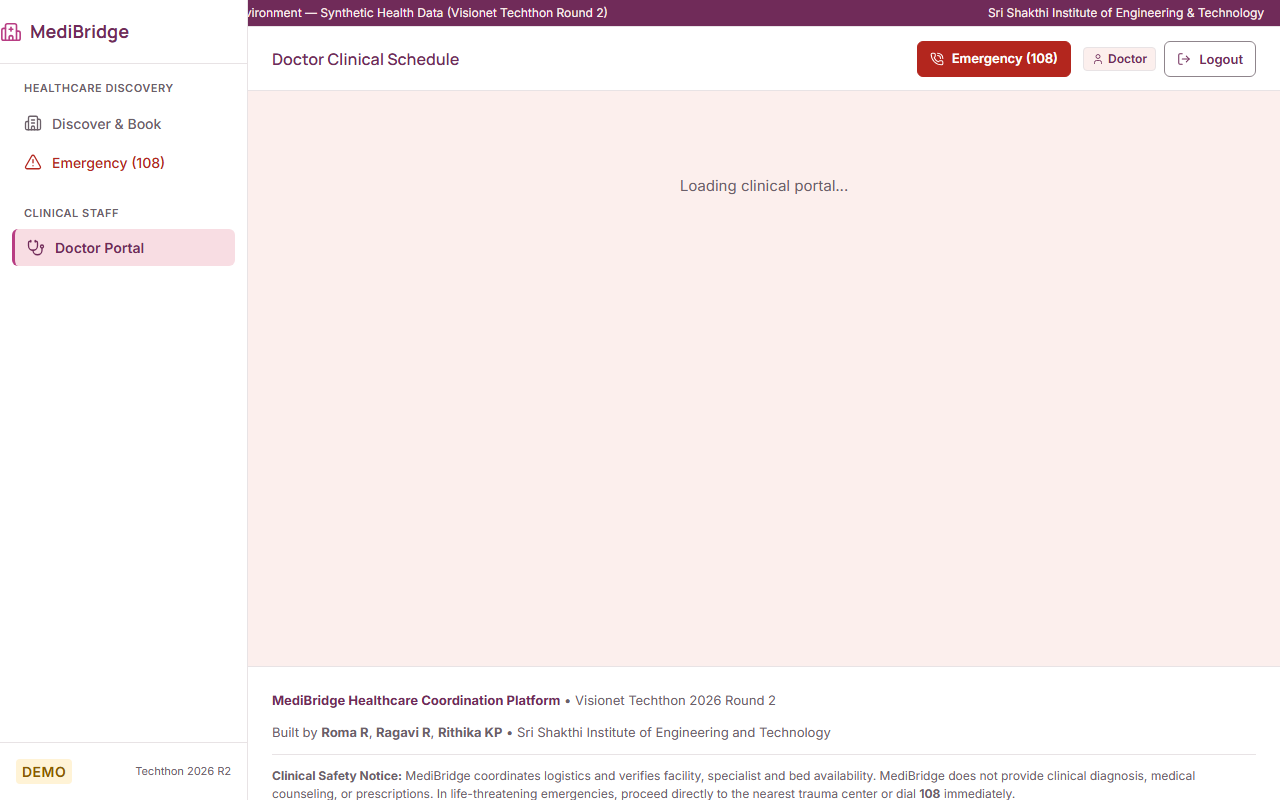 MediBridge
HEALTHCARE DISCOVERY
Discover & Book
Emergency (108)
CLINICAL STAFF
Doctor Portal
DEMO
Techthon 2026 R2
— Synthetic Health Data (Visionet Techthon Round 2)
Sri Shakthi Institute of Engineering & Technology
Doctor Clinical Schedule
Emergency (108)
Doctor
Logout
Loading clinical portal...
MediBridge Healthcare Coordination Platform • Visionet Techthon 2026 Round 2
Built by Roma R, Ragavi R, Rithika KP • Sri Shakthi Institute of Engineering and Technology
Clinical Safety Notice: MediBridge coordinates logistics and verifies facility, specialist and bed availability. MediBridge does not provide clinical diagnosis, medical
counseling, or prescriptions. In life-threatening emergencies, proceed directly to the nearest trauma center or dial 108 immediately.